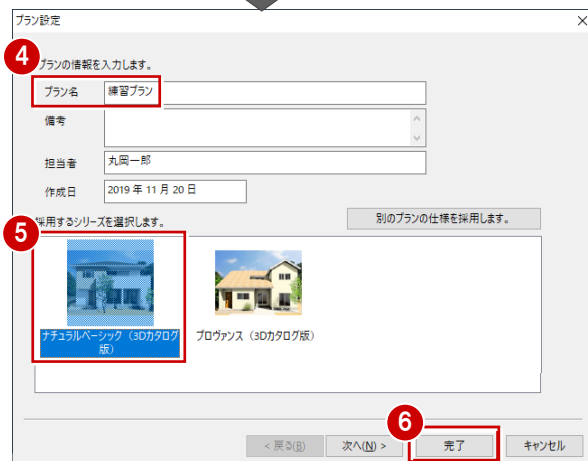 プラン設定
4
プランの情報を入力します。
プラン名 練習プラン
備考
担当者 丸岡一郎
作成日 2019 年 11 月 20 日
5
採用するシリーズを選択します。 別のプランの仕様を採用します。
ナチュラルベーシック（3Dカタログ
版）
プロヴァンス（3Dカタログ版）
6
< 戻る(B) 次へ(N) > 完了 キャンセル